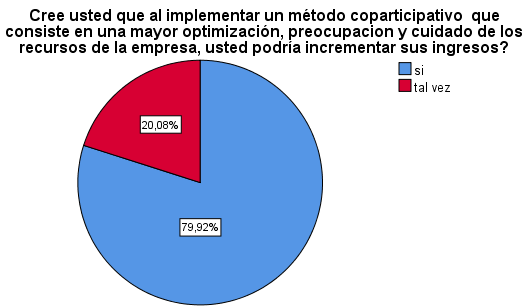 Cree usted que al implementar un método coparticipativo  que
consiste en una mayor optimización, preocupacion y cuidado de los
recursos de la empresa, usted podría incrementar sus ingresos?
si
tal vez
20,08%
79,92%